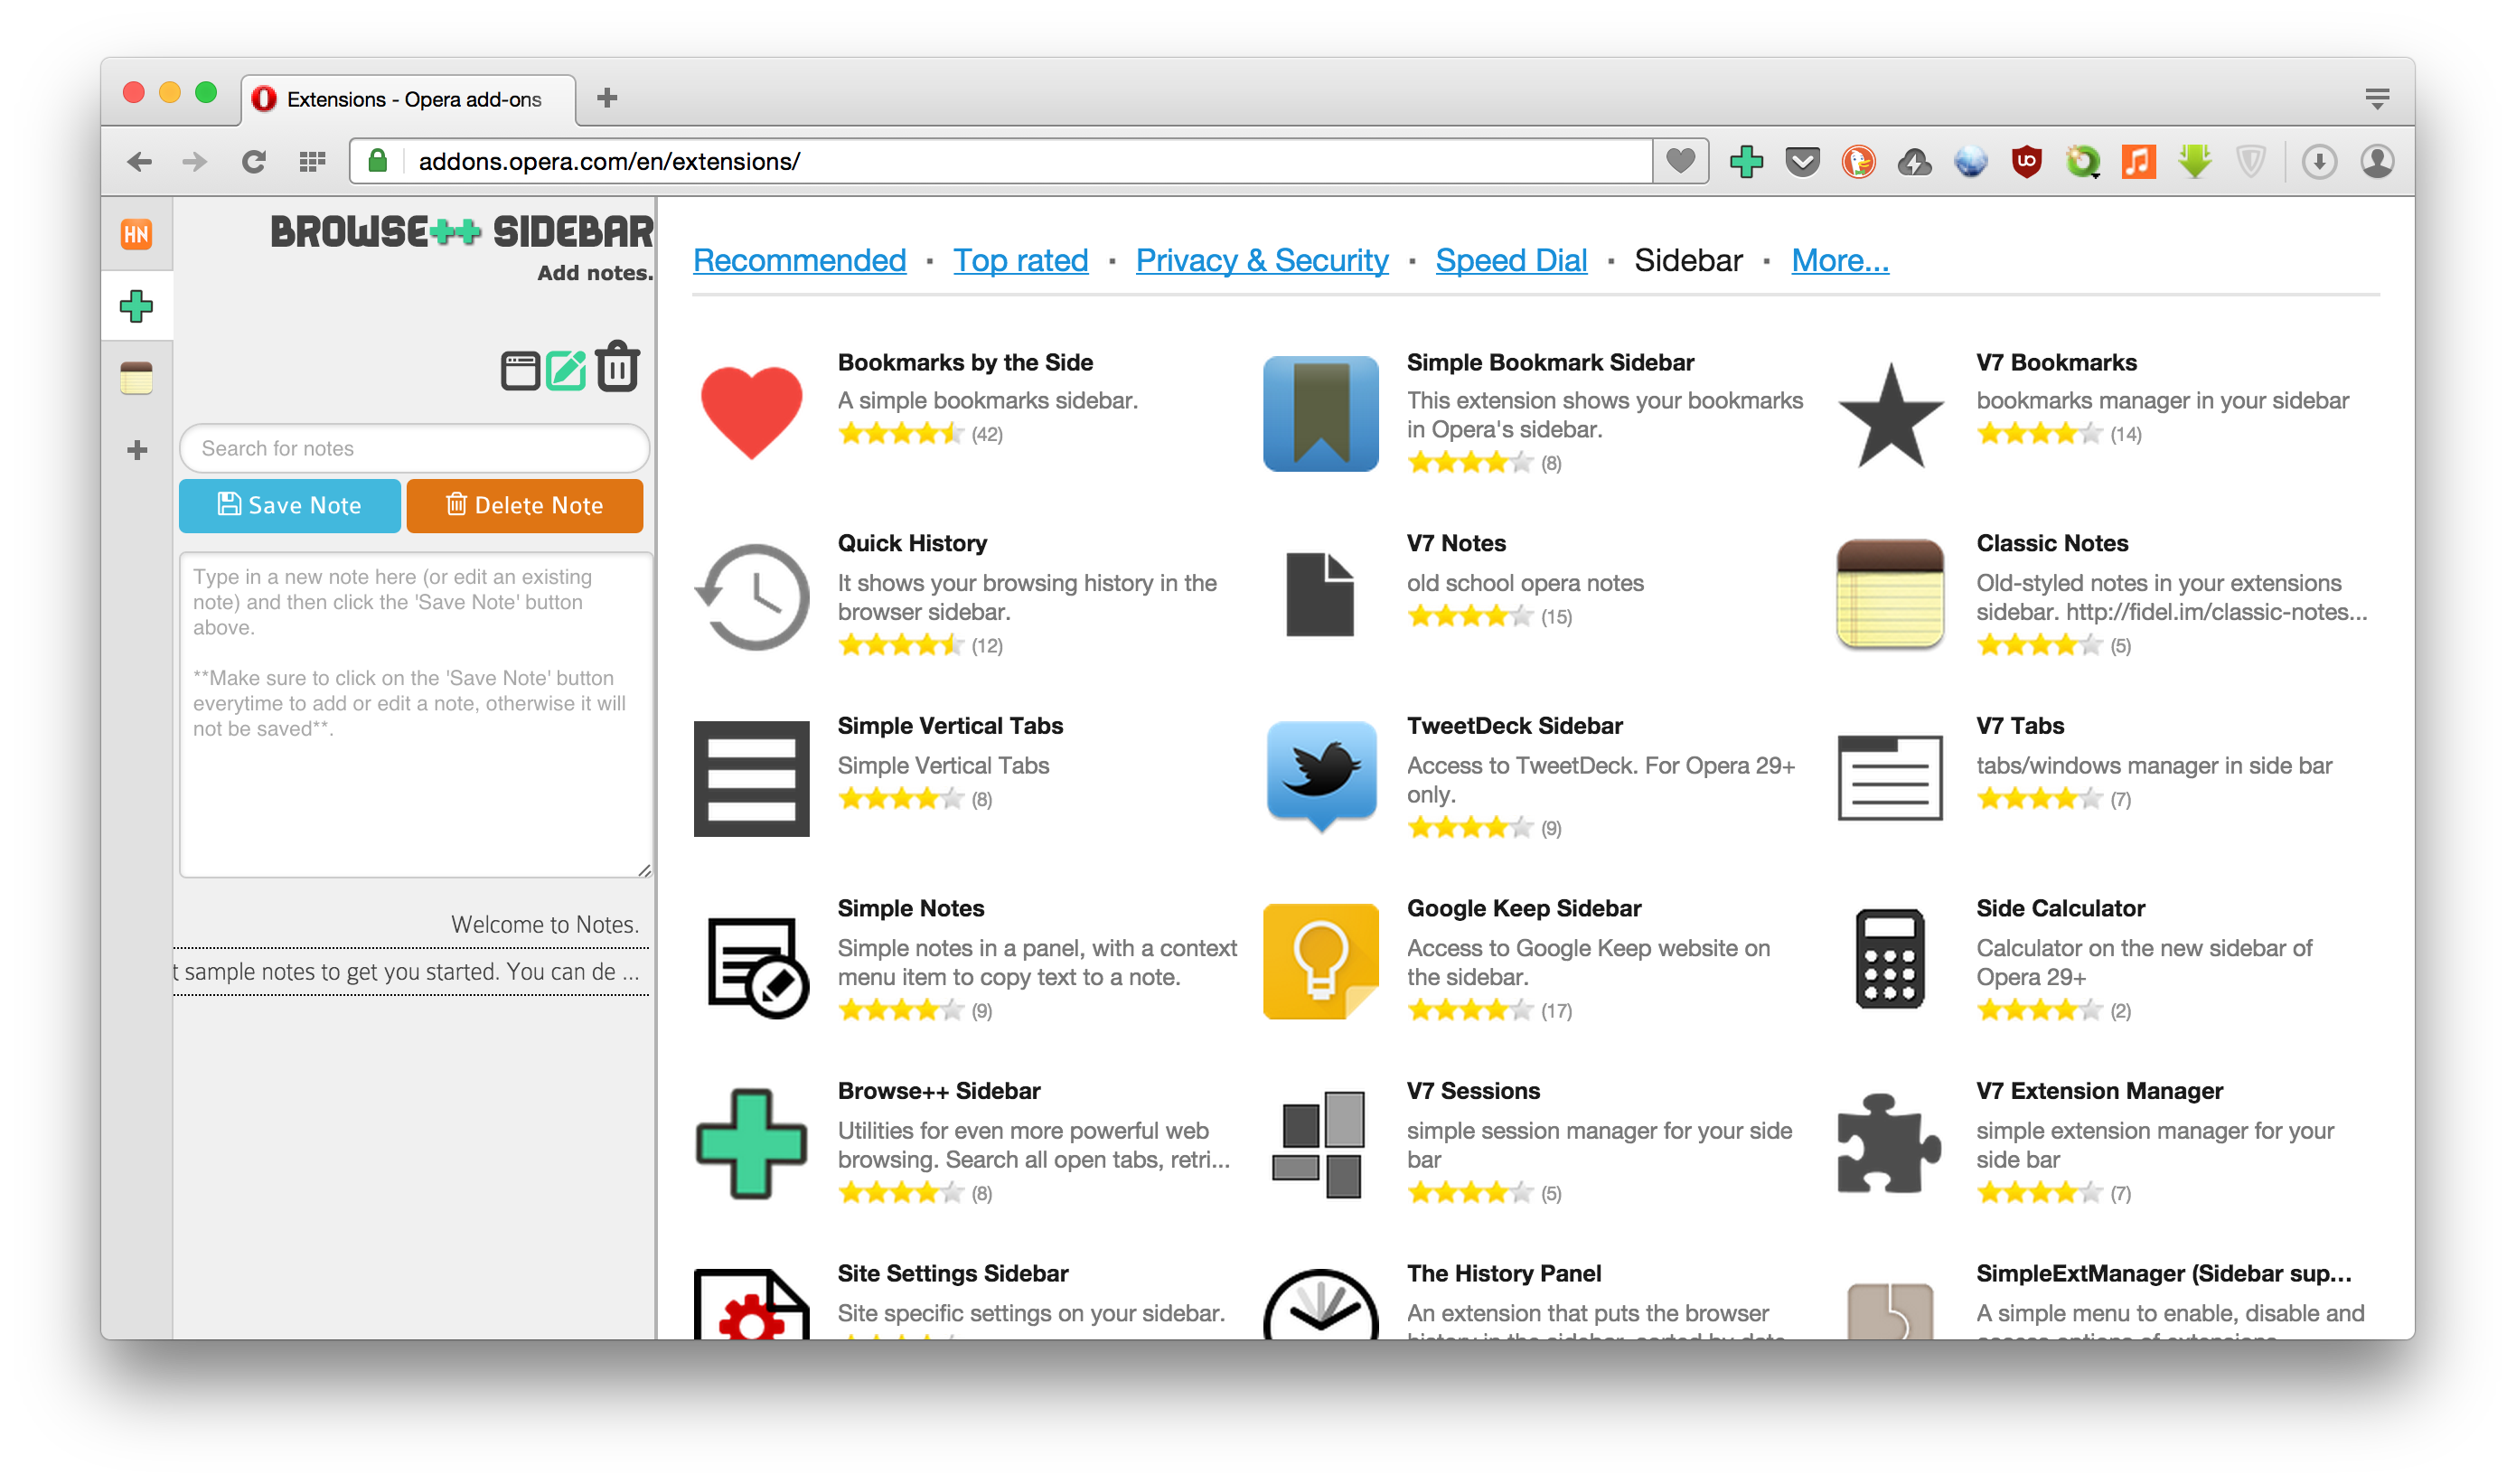 Extensions - Opera add-ons
addons.opera.com/en/extensions/
HN
BROWSE++ SIDEBAR
Add notes.
Search for notes
Save Note
Delete Note
Type in a new note here (or edit an existing
note) and then click the 'Save Note' button
above.
**Make sure to click on the 'Save Note' button
everytime to add or edit a note, otherwise it will
not be saved**.
Welcome to Notes.
t sample notes to get you started. You can de ...
Recommended · Top rated · Privacy & Security · Speed Dial · Sidebar · More...
Bookmarks by the Side
A simple bookmarks sidebar.
(42)
Simple Bookmark Sidebar
This extension shows your bookmarks
in Opera's sidebar.
(8)
V7 Bookmarks
bookmarks manager in your sidebar
(14)
Quick History
It shows your browsing history in the
browser sidebar.
(12)
V7 Notes
old school opera notes
(15)
Classic Notes
Old-styled notes in your extensions
sidebar. http://fidel.im/classic-notes...
(5)
Simple Vertical Tabs
Simple Vertical Tabs
(8)
TweetDeck Sidebar
Access to TweetDeck. For Opera 29+
only.
(9)
V7 Tabs
tabs/windows manager in side bar
(7)
Simple Notes
Simple notes in a panel, with a context
menu item to copy text to a note.
(9)
Google Keep Sidebar
Access to Google Keep website on
the sidebar.
(17)
Side Calculator
Calculator on the new sidebar of
Opera 29+
(2)
Browse++ Sidebar
Utilities for even more powerful web
browsing. Search all open tabs, retri...
(8)
V7 Sessions
simple session manager for your side
bar
(5)
V7 Extension Manager
simple extension manager for your
side bar
(7)
Site Settings Sidebar
Site specific settings on your sidebar.
The History Panel
An extension that puts the browser
history in the sidebar, sorted by date
SimpleExtManager (Sidebar sup...
A simple menu to enable, disable and
access options of extensions